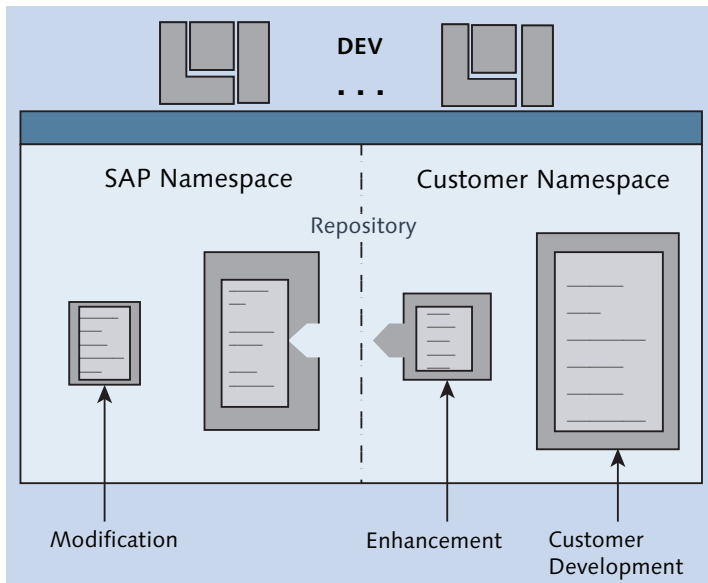 DEV
...
SAP Namespace
Customer Namespace
Repository
Modification
Enhancement
Customer
Development